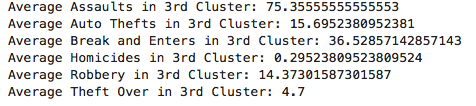 Average Assaults in 3rd Cluster: 75.35555555555553
Average Auto Thefts in 3rd Cluster: 15.6952380952381
Average Break and Enters in 3rd Cluster: 36.52857142857143
Average Homicides in 3rd Cluster: 0.29523809523809524
Average Robbery in 3rd Cluster: 14.37301587301587
Average Theft Over in 3rd Cluster: 4.7